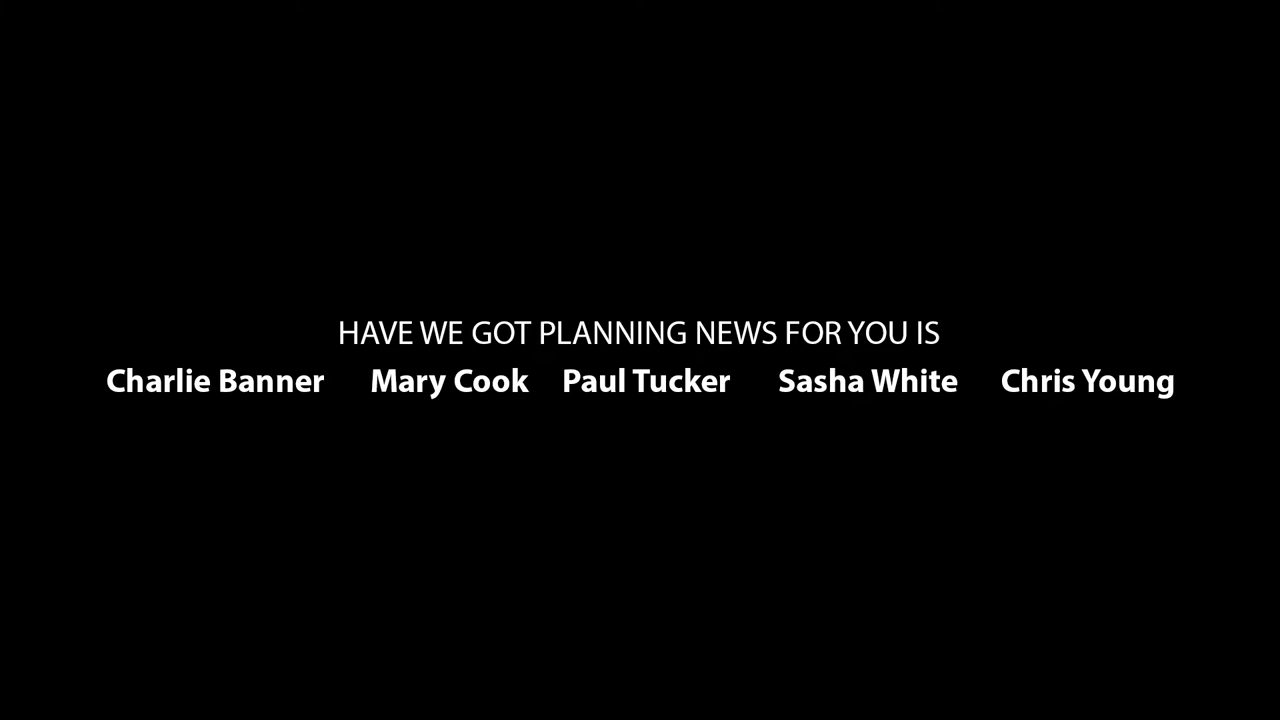 HAVE WE GOT PLANNING NEWS FOR YOU IS
Charlie Banner Mary Cook Paul Tucker Sasha White Chris Young